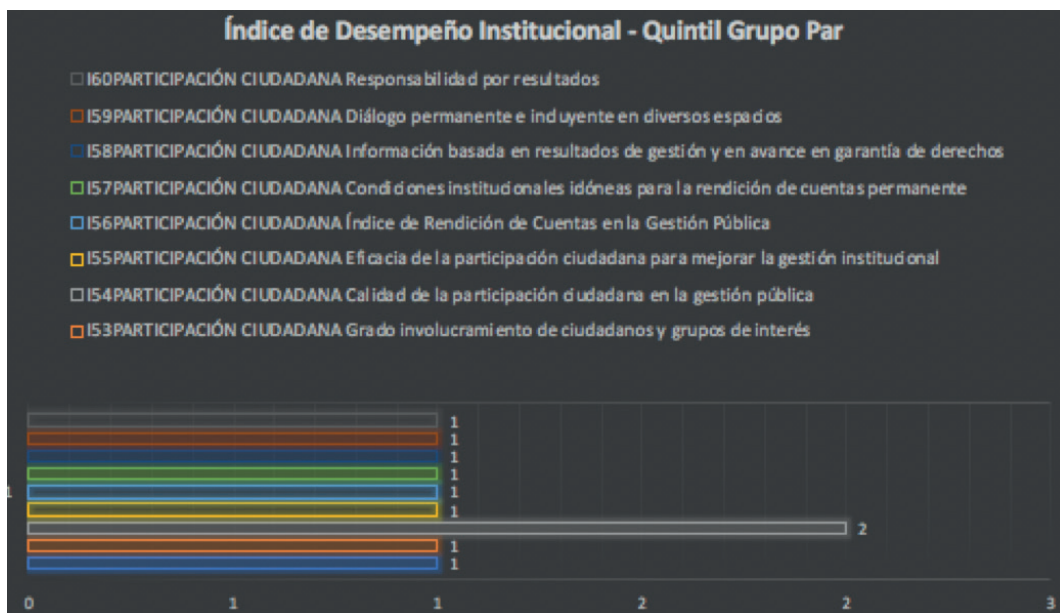 Índice de Desempeño Institucional - Quintil Grupo Par
I60PARTICIPACIÓN CIUDADANA Responsabilidad por resultados
I59PARTICIPACIÓN CIUDADANA Diálogo permanente e incluyente en diversos espacios
I58PARTICIPACIÓN CIUDADANA Información basada en resultados de gestión y en avance en garantía de derechos
I57PARTICIPACIÓN CIUDADANA Condiciones institucionales idóneas para la rendición de cuentas permanente
I56PARTICIPACIÓN CIUDADANA Índice de Rendición de Cuentas en la Gestión Pública
I55PARTICIPACIÓN CIUDADANA Eficacia de la participación ciudadana para mejorar la gestión institucional
I54PARTICIPACIÓN CIUDADANA Calidad de la participación ciudadana en la gestión pública
I53PARTICIPACIÓN CIUDADANA Grado involucramiento de ciudadanos y grupos de interés
1
1
1
1
1
1
1
2
1
1
0 1 1 2 2 3